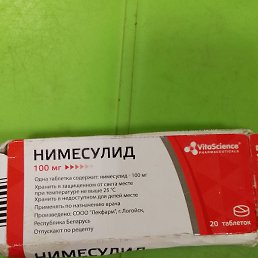 VitaScience
PHARMACEUTICALS
НИМЕСУЛИД
100 мг
Одна таблетка содержит: нимесулид - 100 мг
Хранить в защищенном от света месте
при температуре не выше 25 °C
Хранить в недоступном для детей месте
Применять по назначению врача
Произведено: СООО "Лекфарм", г. Логойск,
Республика Беларусь
Отпускают по рецепту
20 таблеток
НИМЕСУЛИД